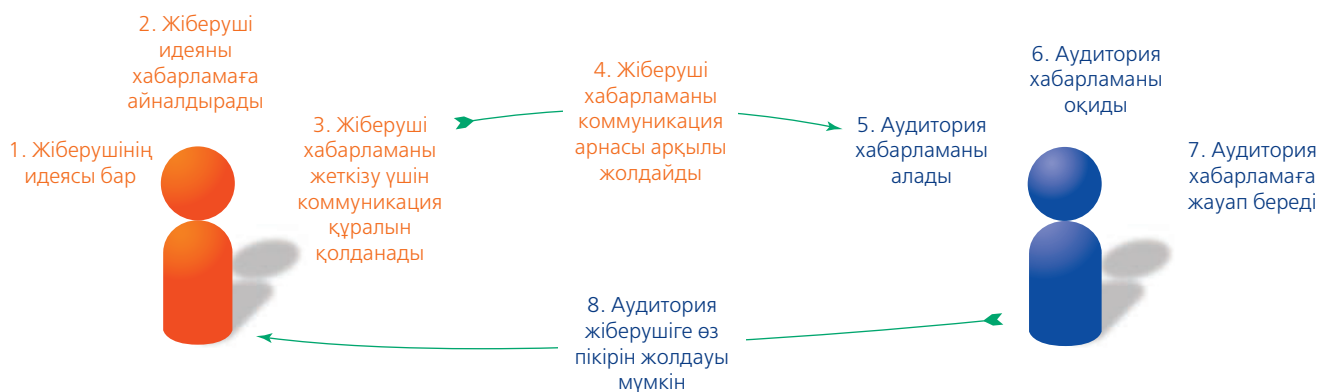 1. Жіберушінің
идеясы бар
2. Жіберуші
идеяны
хабарламаға
айналдырады
3. Жіберуші
хабарламаны
жеткізу үшін
коммуникация
құралын
қолданады
4. Жіберуші
хабарламаны
коммуникация
арнасы арқылы
жолдайды
5. Аудитория
хабарламаны
алады
6. Аудитория
хабарламаны
оқиды
7. Аудитория
хабарламаға
жауап береді
8. Аудитория
жіберушіге өз
пікірін жолдауы
мүмкін